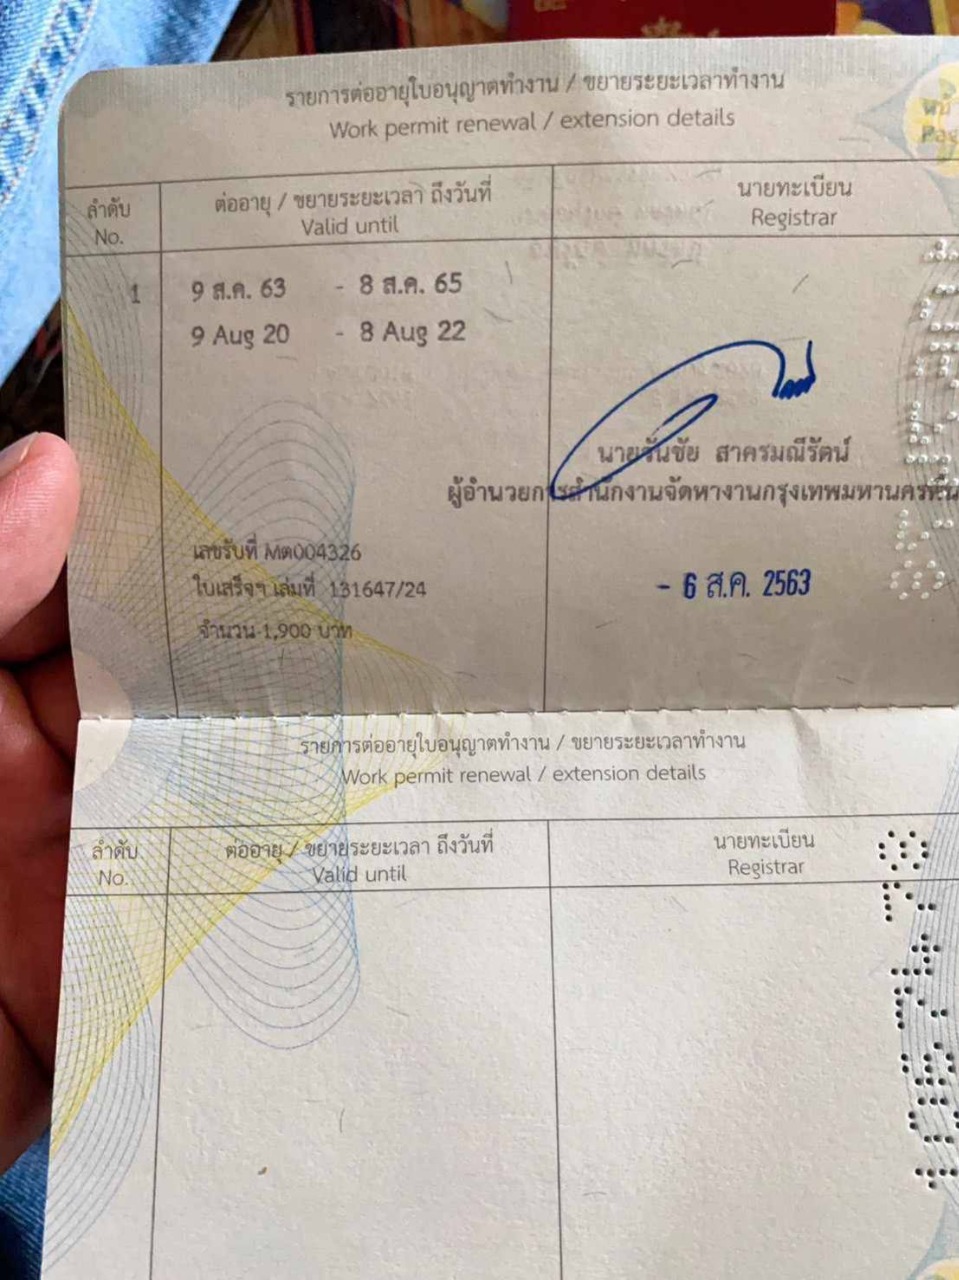 รายการต่ออายุใบอนุญาตทำงาน / ขยายระยะเวลาทำงาน
Work permit renewal / extension details
ลำดับ
No.
ต่ออายุ / ขยายระยะเวลา ถึงวันที่
Valid until
นายทะเบียน
Registrar
1
9 ส.ค. 63 - 8 ส.ค. 65
9 Aug 20 - 8 Aug 22
นายรันชัย สาครมณีรัตน์
ผู้อำนวยการสำนักงานจัดหางานกรุงเทพมหานคร
เลขรับที่ Mต004326
ใบเสร็จฯ เล่มที่ 131647/24
จำนวน 1,900 บาท
- 6 ส.ค. 2563
รายการต่ออายุใบอนุญาตทำงาน / ขยายระยะเวลาทำงาน
Work permit renewal / extension details
ลำดับ
No.
ต่ออายุ / ขยายระยะเวลา ถึงวันที่
Valid until
นายทะเบียน
Registrar